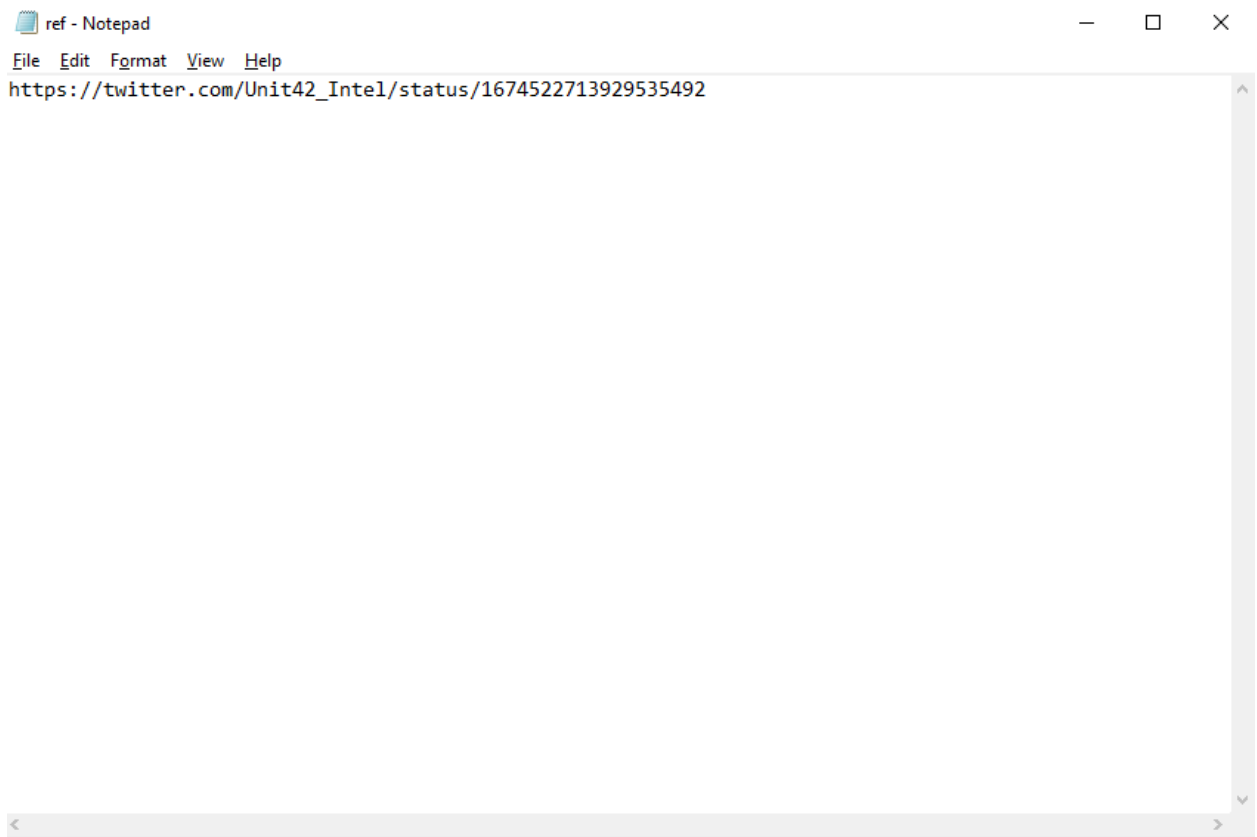 ref - Notepad
File Edit Format View Help
https://twitter.com/Unit42_Intel/status/1674522713929535492